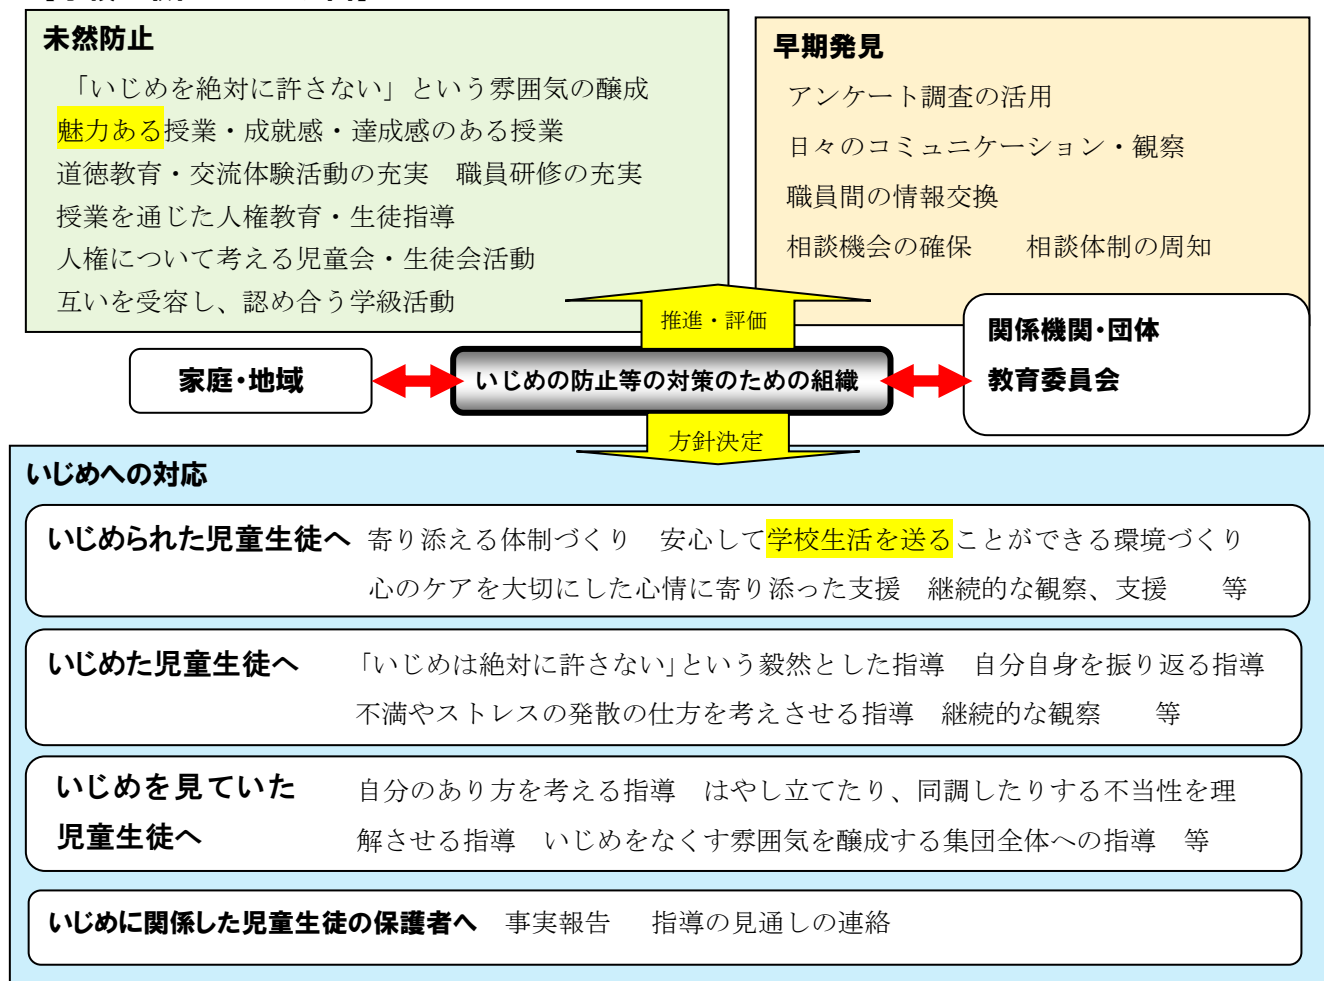 未然防止
「いじめを絶対に許さない」という雰囲気の醸成
魅力ある授業・成就感・達成感のある授業
道徳教育・交流体験活動の充実　職員研修の充実
授業を通じた人権教育・生徒指導
人権について考える児童会・生徒会活動
互いを受容し、認め合う学級活動
早期発見
アンケート調査の活用
日々のコミュニケーション・観察
職員間の情報交換
相談機会の確保　　相談体制の周知
推進・評価
家庭・地域
いじめの防止等の対策のための組織
関係機関・団体
教育委員会
方針決定
いじめへの対応
いじめられた児童生徒へ　寄り添える体制づくり　安心して学校生活を送ることができる環境づくり
心のケアを大切にした心情に寄り添った支援　継続的な観察、支援　　等
いじめた児童生徒へ　「いじめは絶対に許さない」という毅然とした指導　自分自身を振り返る指導
不満やストレスの発散の仕方を考えさせる指導　継続的な観察　　等
いじめを見ていた　自分のあり方を考える指導　はやし立てたり、同調したりする不当性を理
児童生徒へ　解させる指導　いじめをなくす雰囲気を醸成する集団全体への指導　等
いじめに関係した児童生徒の保護者へ　事実報告　指導の見通しの連絡